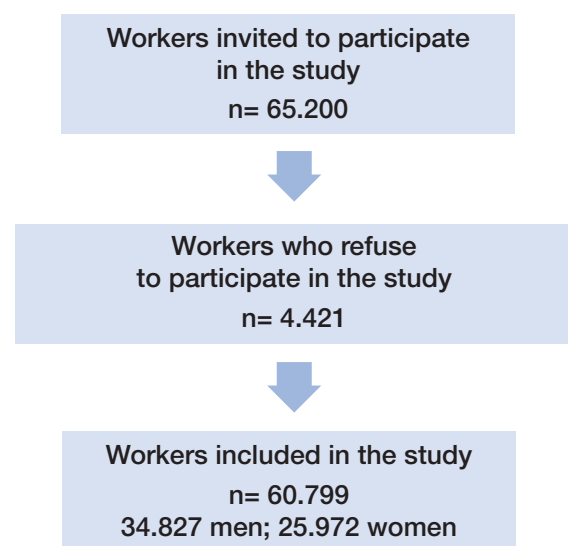 Workers invited to participate
in the study
n= 65.200
Workers who refuse
to participate in the study
n= 4.421
Workers included in the study
n= 60.799
34.827 men; 25.972 women